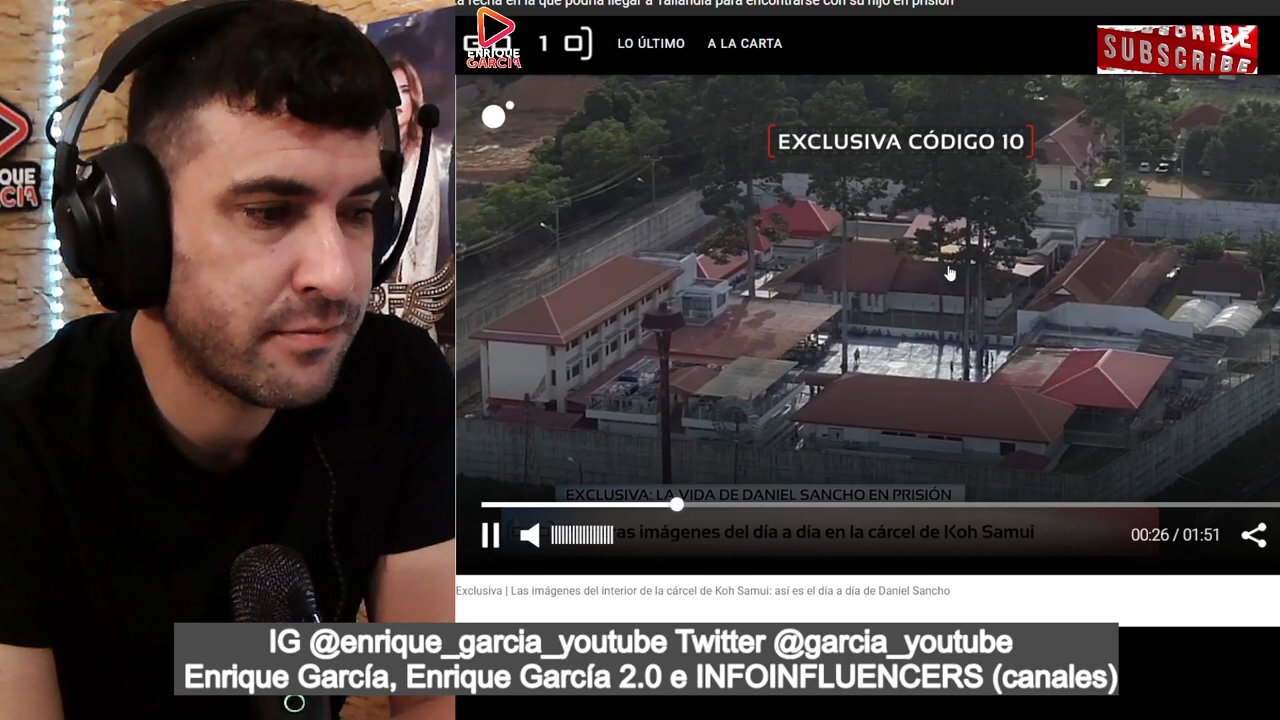 a fecha en la que podría llegar a Tailandia para encontrarse con su hijo en prisión
ENRIQUE
GARCIA
10
LO ÚLTIMO
A LA CARTA
SUBSCRIBE
SUBSCRIBE
EXCLUSIVA CÓDIGO 10
EXCLUSIVA: LA VIDA DE DANIEL SANCHO EN PRISIÓN
imágenes del día a día en la cárcel de Koh Samui
00:26 / 01:51
Exclusiva | Las imágenes del interior de la cárcel de Koh Samui: así es el día a día de Daniel Sancho
IG @enrique_garcia_youtube Twitter @garcia_youtube
Enrique García, Enrique García 2.0 e INFOINFLUENCERS (canales)